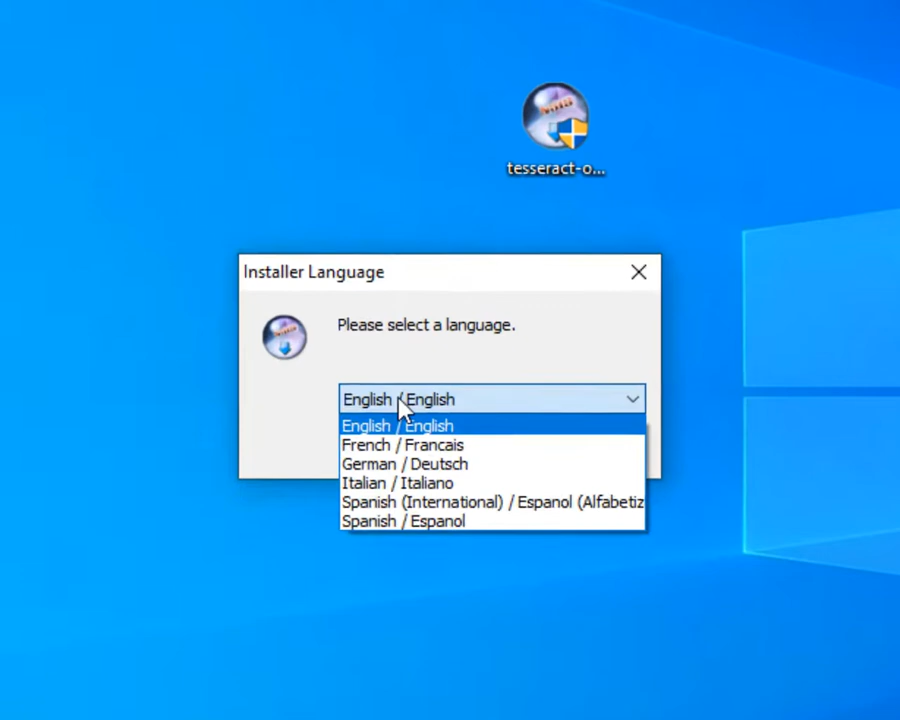 tesseract-o...
Installer Language
Please select a language.
English / English
English / English
French / Francais
German / Deutsch
Italian / Italiano
Spanish (International) / Espanol (Alfabetiz
Spanish / Espanol